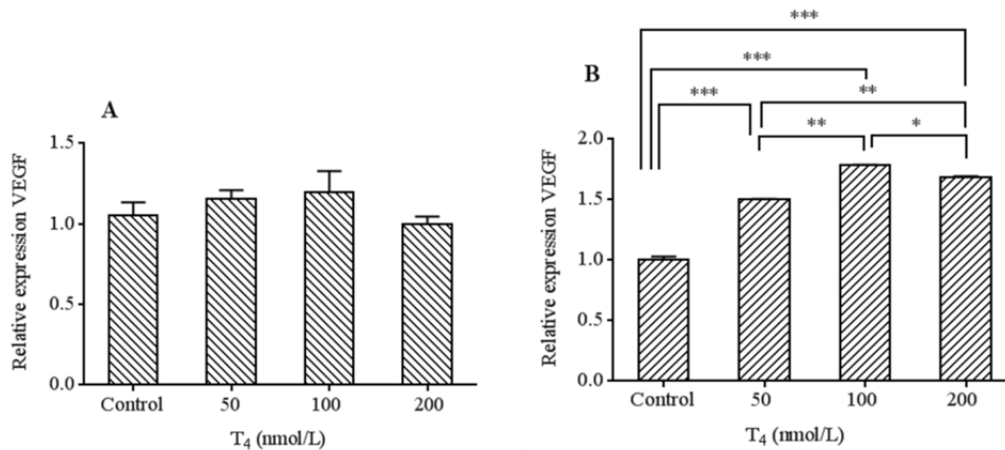 A
Relative expression VEGF
1.5
1.0
0.5
0.0
Control 50 100 200
T₄ (nmol/L)
B
***
***
***
**
**
*
Relative expression VEGF
2.0
1.5
1.0
0.5
0.0
Control 50 100 200
T₄ (nmol/L)